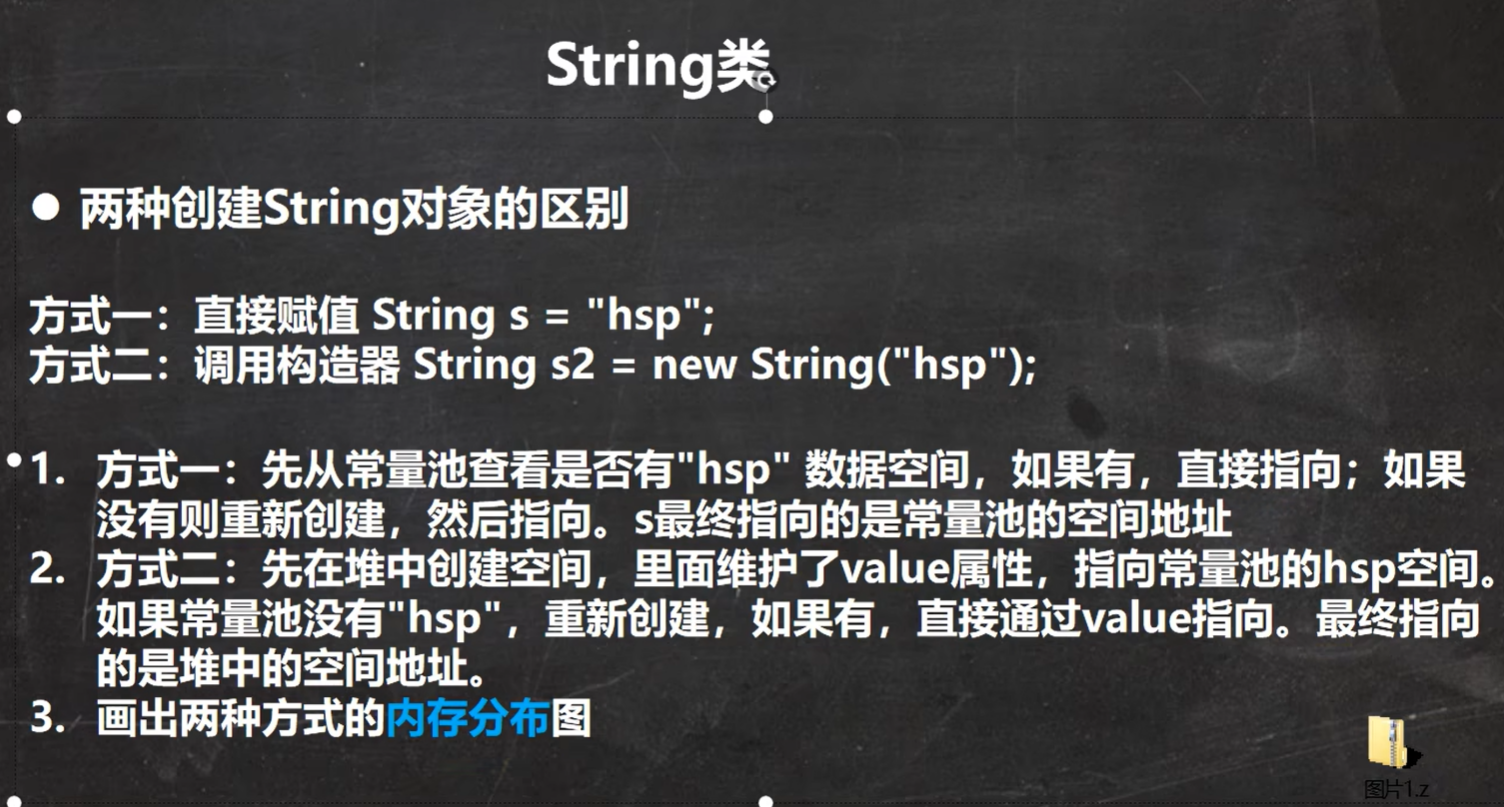 String类
● 两种创建String对象的区别
方式一：直接赋值 String s = "hsp";
方式二：调用构造器 String s2 = new String("hsp");
1. 方式一：先从常量池查看是否有"hsp" 数据空间，如果有，直接指向；如果
没有则重新创建，然后指向。s最终指向的是常量池的空间地址
2. 方式二：先在堆中创建空间，里面维护了value属性，指向常量池的hsp空间。
如果常量池没有"hsp"，重新创建，如果有，直接通过value指向。最终指向
的是堆中的空间地址。
3. 画出两种方式的内存分布图
图片1.z